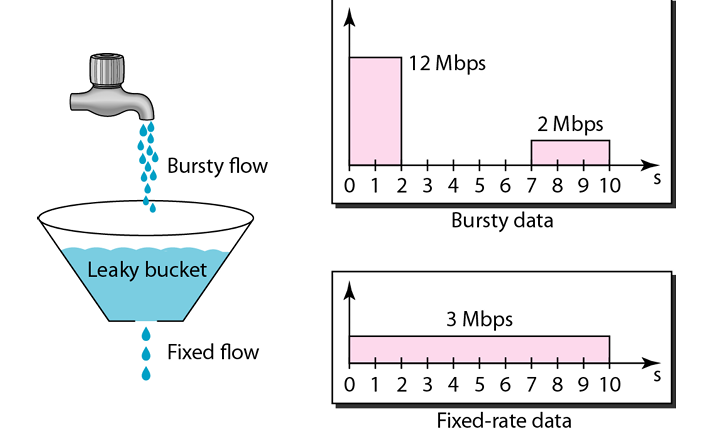 Bursty flow
Leaky bucket
Fixed flow
12 Mbps
2 Mbps
0 1 2 3 4 5 6 7 8 9 10 s
Bursty data
3 Mbps
0 1 2 3 4 5 6 7 8 9 10 s
Fixed-rate data